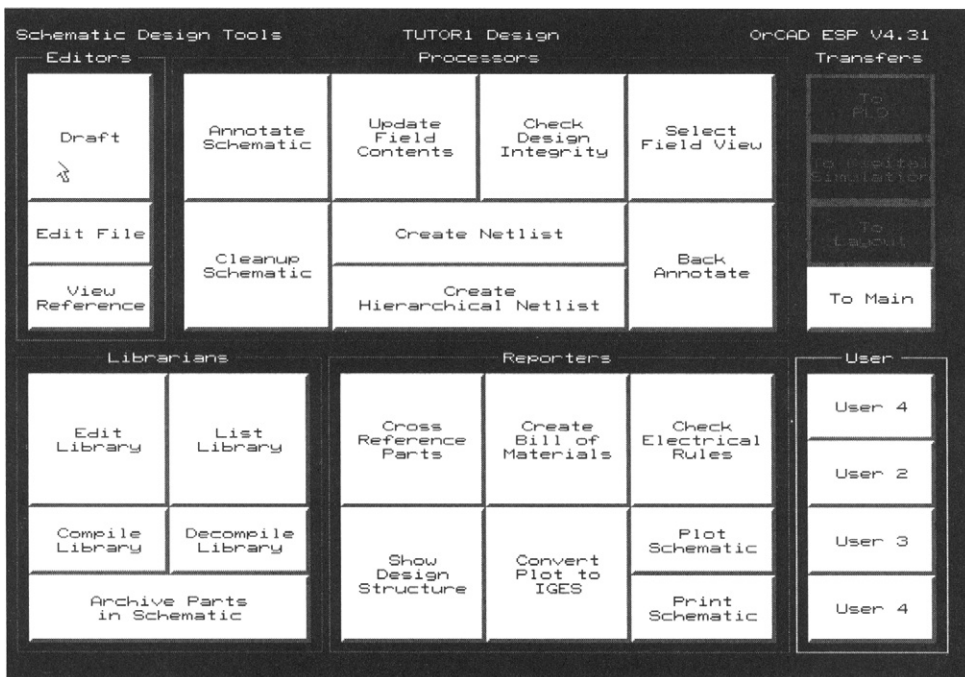 Schematic Design Tools
TUTOR1 Design
OrCAD ESP V4.31
Editors
Draft
Edit File
View
Reference
Processors
Annotate
Schematic
Update
Field
Contents
Check
Design
Integrity
Select
Field View
Cleanup
Schematic
Create Netlist
Create
Hierarchical Netlist
Back
Annotate
Transfers
To
PLD
To Digital
Simulation
To
Layout
To Main
Librarians
Edit
Library
List
Library
Compile
Library
Decompile
Library
Archive Parts
in Schematic
Reporters
Cross
Reference
Parts
Create
Bill of
Materials
Check
Electrical
Rules
Show
Design
Structure
Convert
Plot to
IGES
Plot
Schematic
Print
Schematic
User
User 4
User 2
User 3
User 4